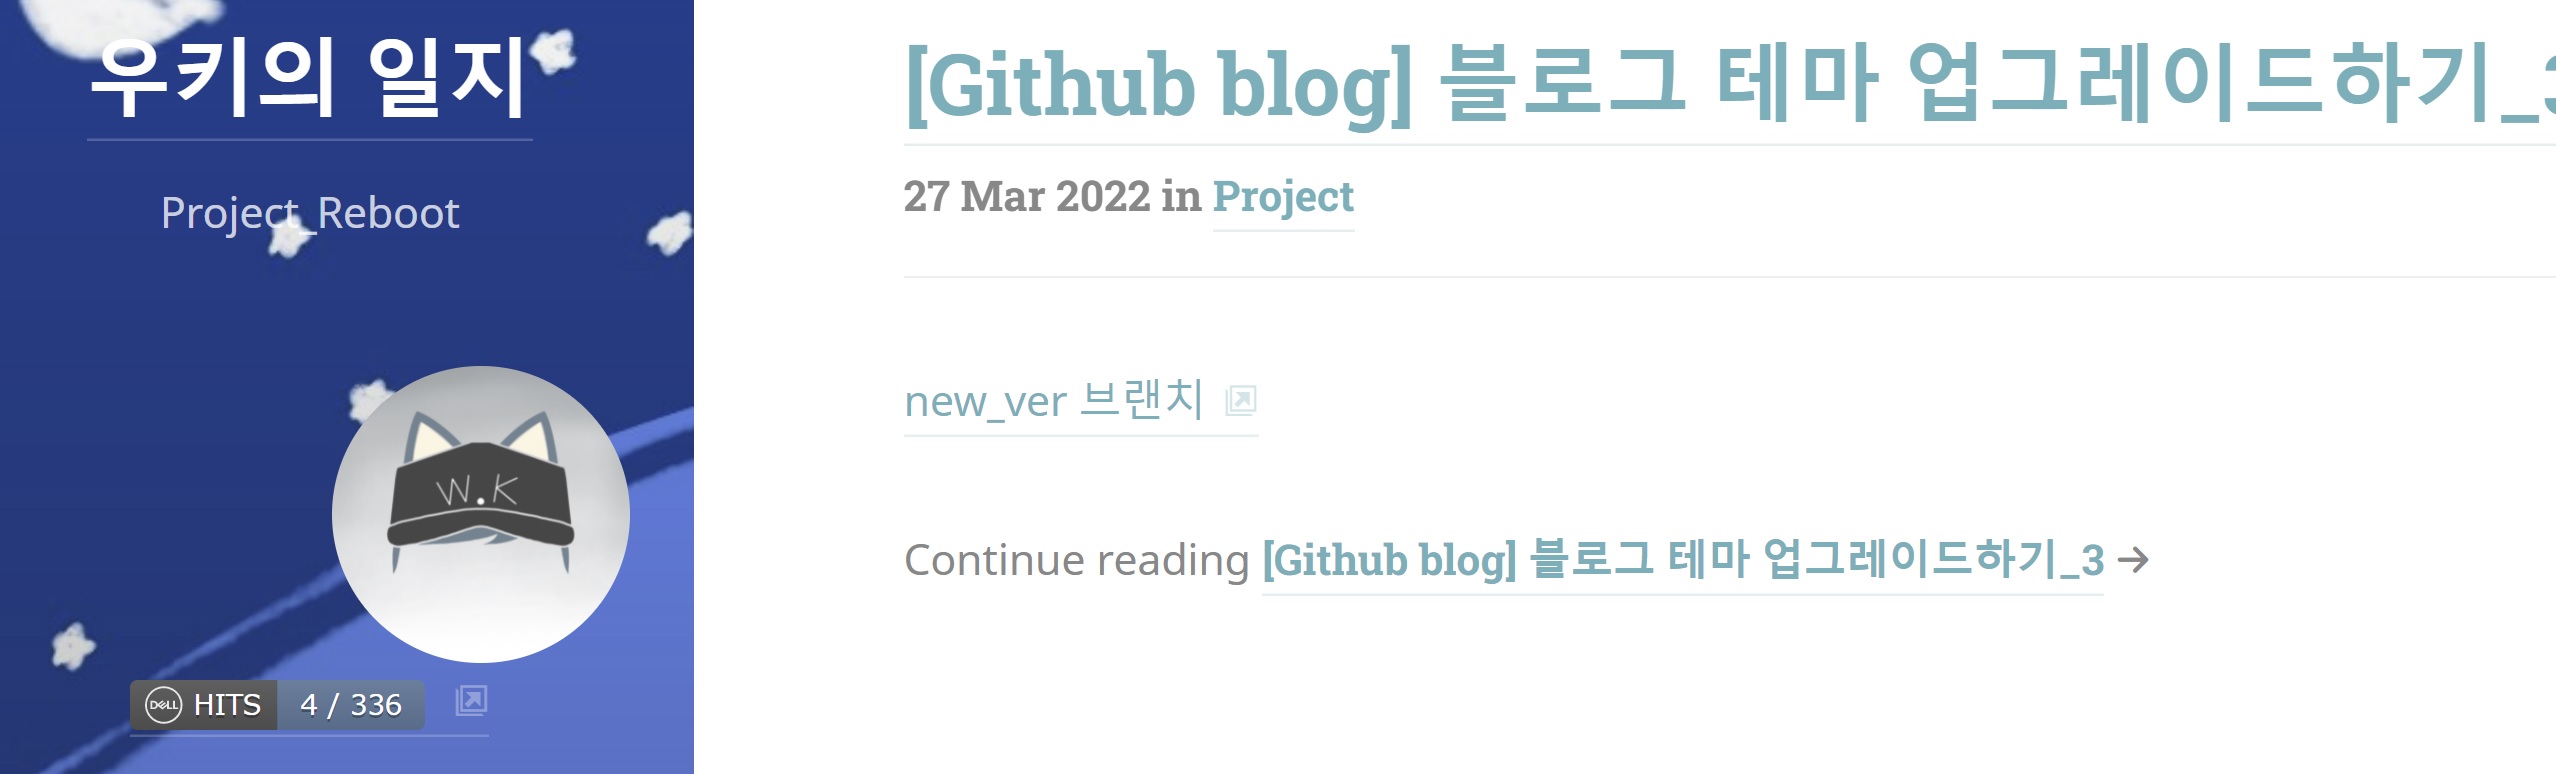 우키의 일지
Project_Reboot
W.K
DELL HITS 4 / 336
[Github blog] 블로그 테마 업그레이드하기_3
27 Mar 2022 in Project
new_ver 브랜치
Continue reading [Github blog] 블로그 테마 업그레이드하기_3 →